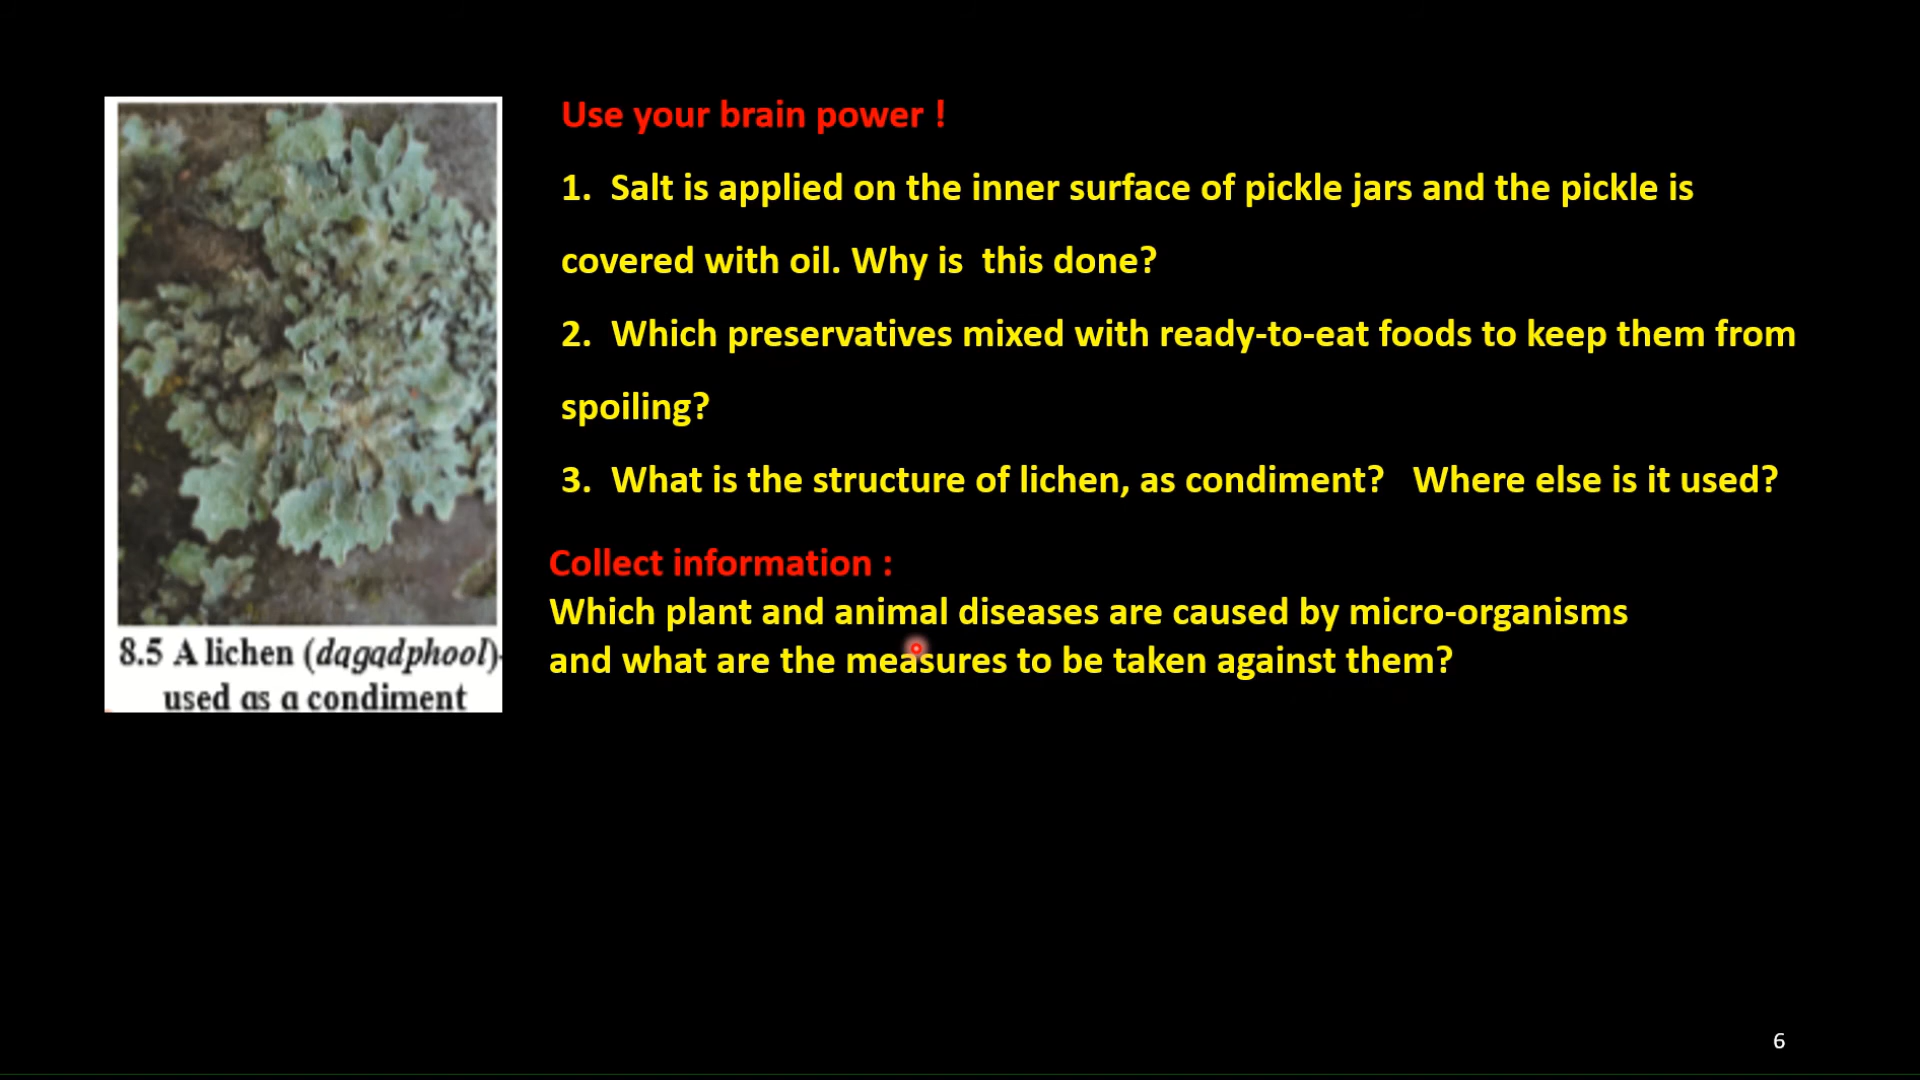 Use your brain power !
1.  Salt is applied on the inner surface of pickle jars and the pickle is
covered with oil. Why is  this done?
2.  Which preservatives mixed with ready-to-eat foods to keep them from
spoiling?
3.  What is the structure of lichen, as condiment?   Where else is it used?
Collect information :
Which plant and animal diseases are caused by micro-organisms
and what are the measures to be taken against them?
8.5 A lichen (dagadphool)-
used as a condiment
6